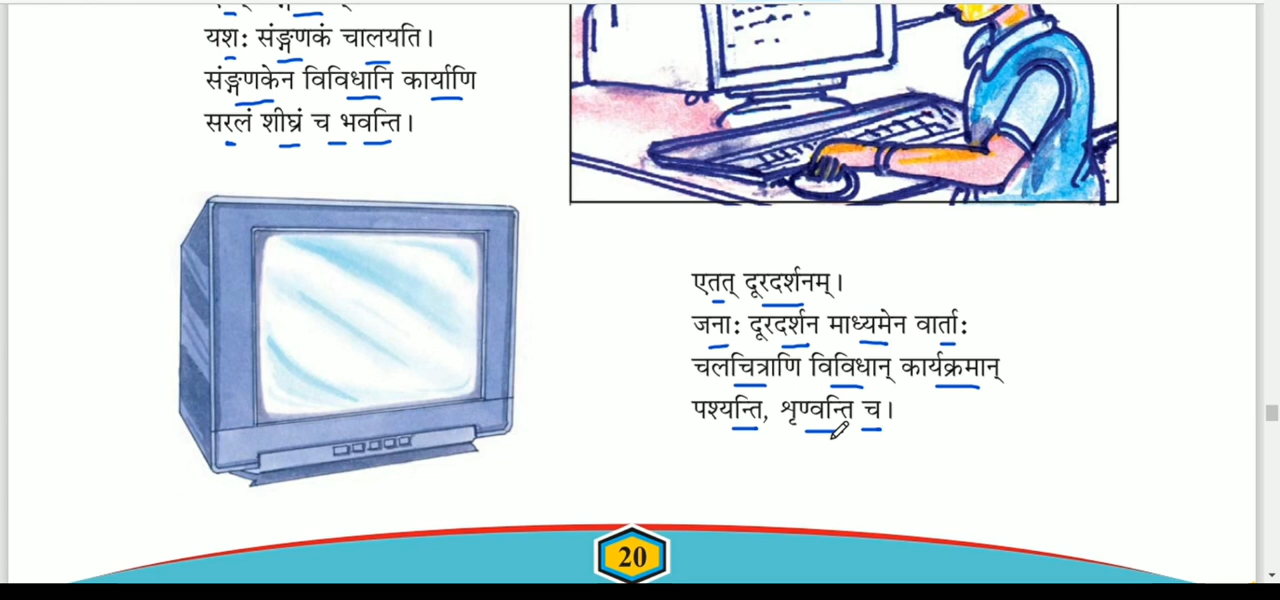 यश: संङ्गणकं चालयति।
संङ्गणकेन विविधानि कार्याणि
सरलं शीघ्रं च भवन्ति।
एतत् दूरदर्शनम्।
जना: दूरदर्शन माध्यमेन वार्ता:
चलचित्राणि विविधान् कार्यक्रमान्
पश्यन्ति, शृण्वन्ति च।
20